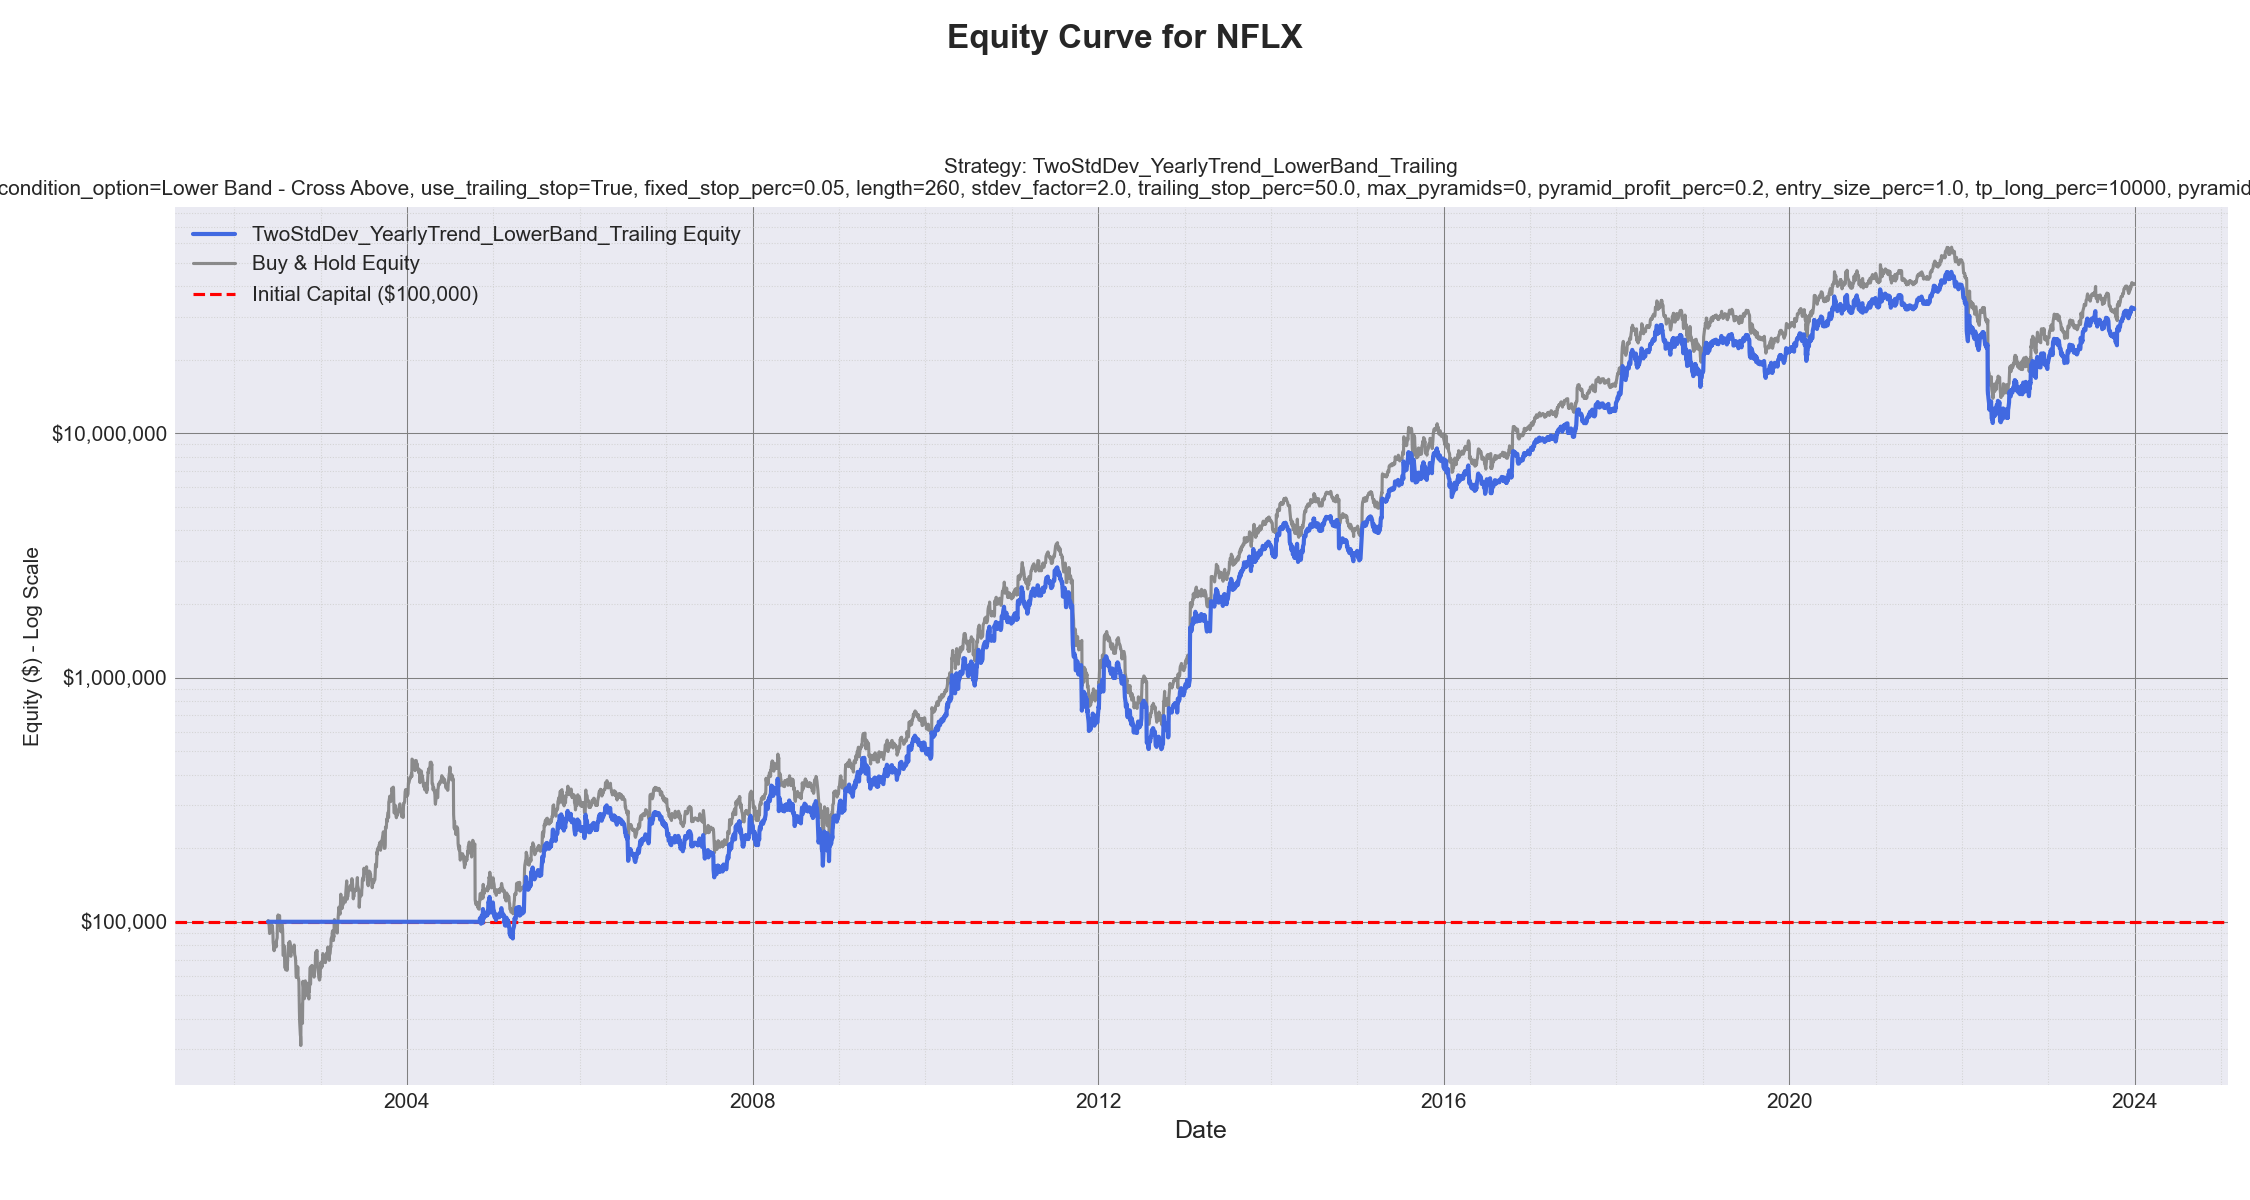 Equity Curve for NFLX
Strategy: TwoStdDev_YearlyTrend_LowerBand_Trailing
condition_option=Lower Band - Cross Above, use_trailing_stop=True, fixed_stop_perc=0.05, length=260, stdev_factor=2.0, trailing_stop_perc=50.0, max_pyramids=0, pyramid_profit_perc=0.2, entry_size_perc=1.0, tp_long_perc=10000, pyramid
TwoStdDev_YearlyTrend_LowerBand_Trailing Equity
Buy & Hold Equity
Initial Capital ($100,000)
$10,000,000
$1,000,000
$100,000
Equity ($) - Log Scale
2004
2008
2012
2016
2020
2024
Date